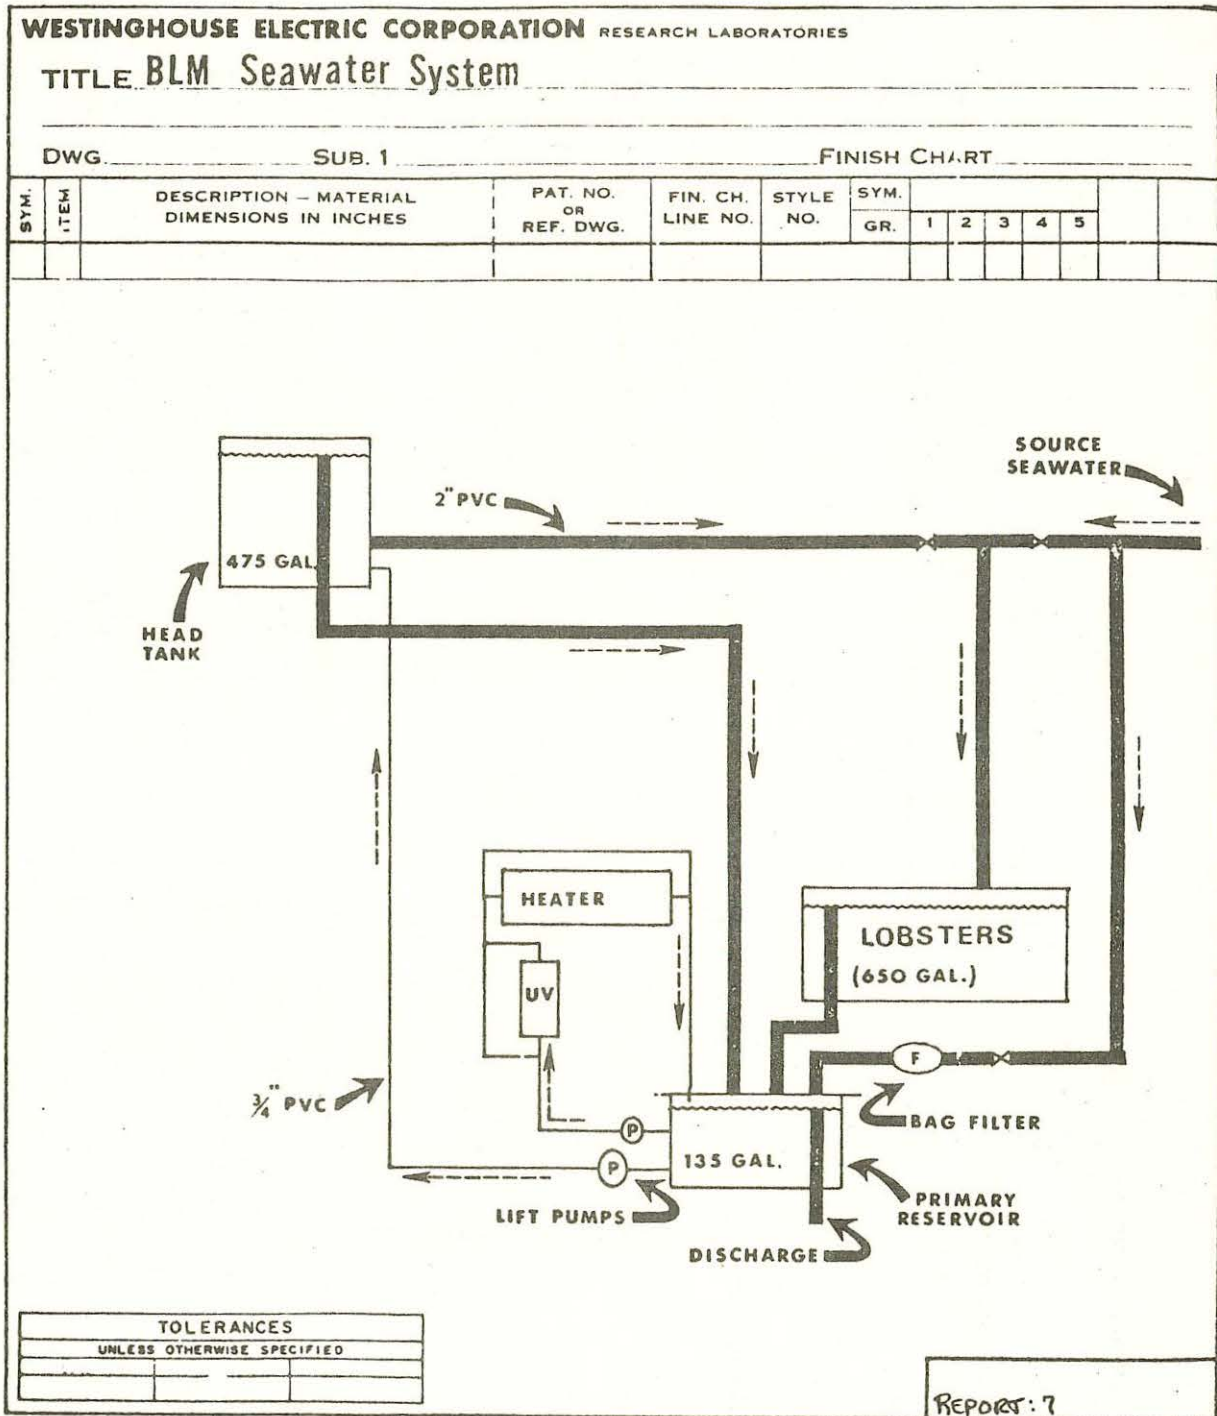 WESTINGHOUSE ELECTRIC CORPORATION RESEARCH LABORATORIES
TITLE BLM Seawater System
DWG. SUB. 1 FINISH CHART
SYM.
ITEM
DESCRIPTION – MATERIAL
DIMENSIONS IN INCHES
PAT. NO.
OR
REF. DWG.
FIN. CH.
LINE NO.
STYLE
NO.
SYM.
GR.
1 2 3 4 5
SOURCE
SEAWATER
2" PVC
475 GAL.
HEAD
TANK
HEATER
LOBSTERS
(650 GAL.)
UV
F
3/4" PVC
BAG FILTER
P
135 GAL.
P
LIFT PUMPS
PRIMARY
RESERVOIR
DISCHARGE
TOLERANCES
UNLESS OTHERWISE SPECIFIED
REPORT: 7